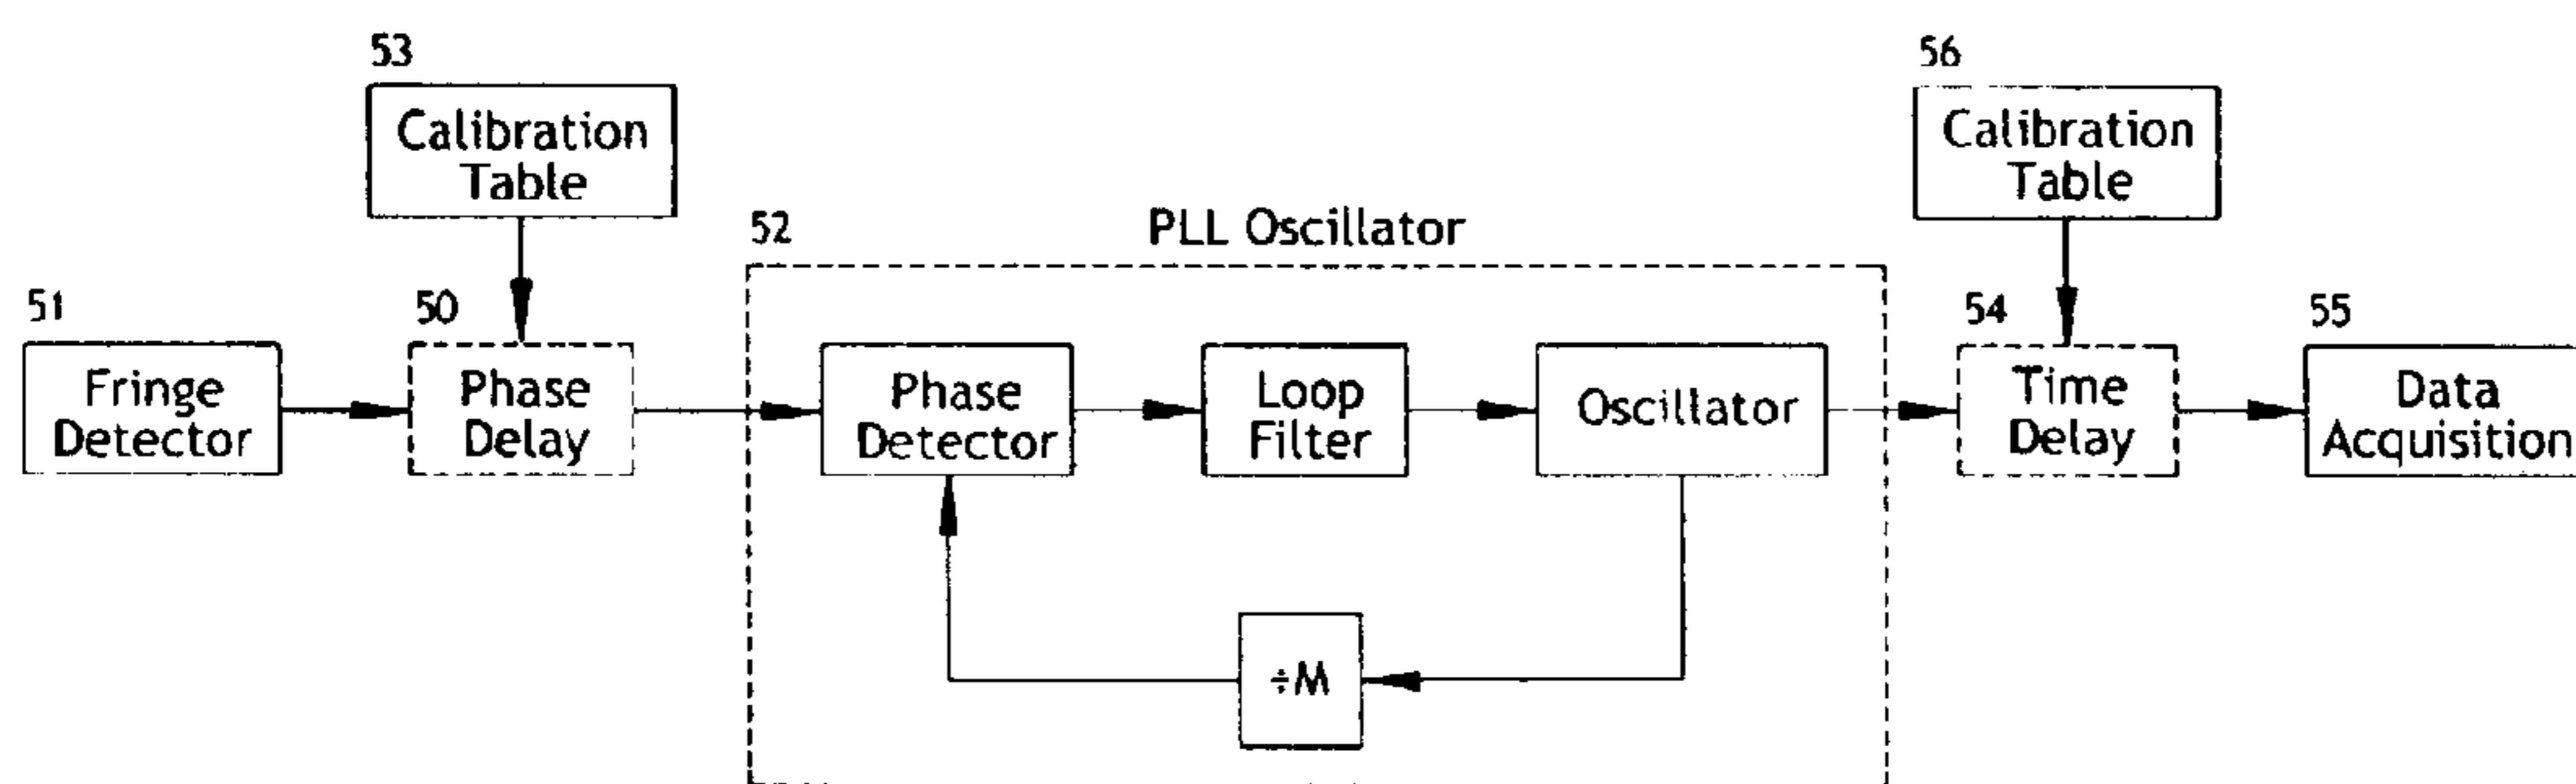 53
Calibration
Table
56
Calibration
Table
52
PLL Oscillator
51
Fringe
Detector
50
Phase
Delay
Phase
Detector
Loop
Filter
Oscillator
54
Time
Delay
55
Data
Acquisition
÷M